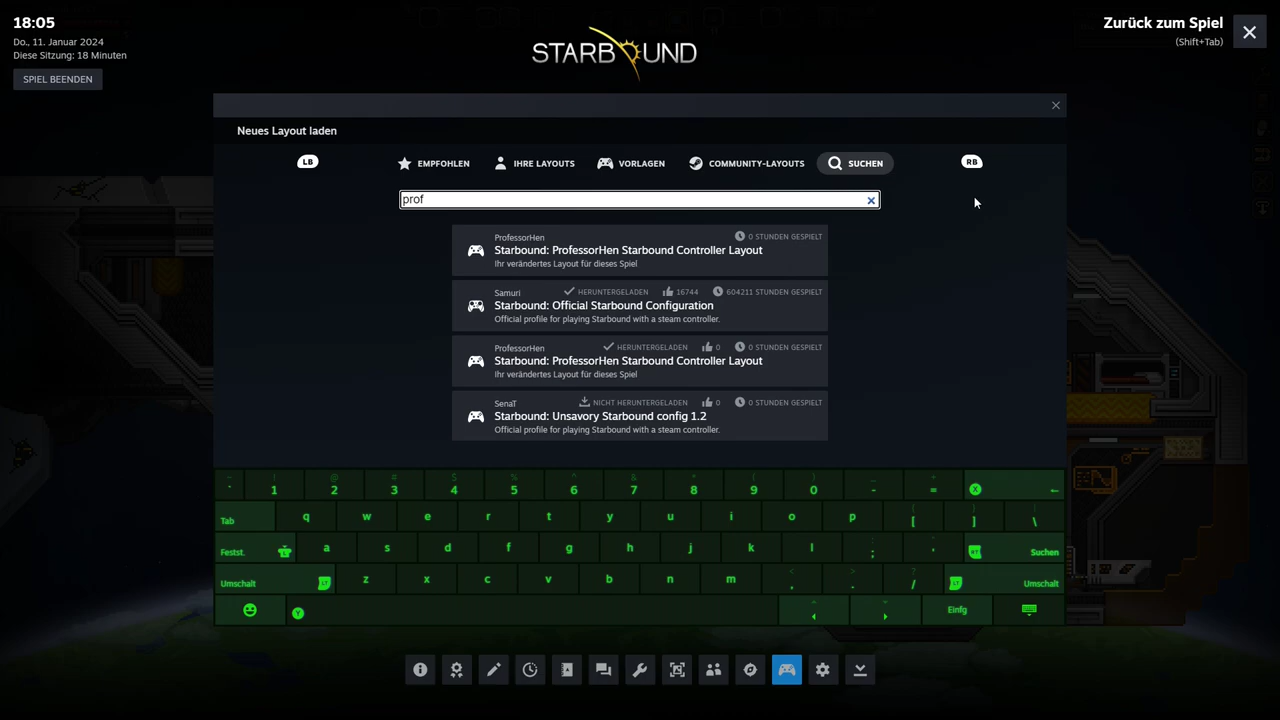 18:05
Do., 11. Januar 2024
Diese Sitzung: 18 Minuten
SPIEL BEENDEN
STARBOUND
Zurück zum Spiel
(Shift+Tab)
Neues Layout laden
LB
EMPFOHLEN
IHRE LAYOUTS
VORLAGEN
COMMUNITY-LAYOUTS
SUCHEN
RB
prof
ProfessorHen
0 STUNDEN GESPIELT
Starbound: ProfessorHen Starbound Controller Layout
Ihr verändertes Layout für dieses Spiel
Samuri
HERUNTERGELADEN 16744 604211 STUNDEN GESPIELT
Starbound: Official Starbound Configuration
Official profile for playing Starbound with a steam controller.
ProfessorHen
HERUNTERGELADEN 0 0 STUNDEN GESPIELT
Starbound: ProfessorHen Starbound Controller Layout
Ihr verändertes Layout für dieses Spiel
SenaT
NICHT HERUNTERGELADEN 0 0 STUNDEN GESPIELT
Starbound: Unsavory Starbound config 1.2
Official profile for playing Starbound with a steam controller.
~ ! @ # $ % ^ & * ( ) _ +
` 1 2 3 4 5 6 7 8 9 0 - = X ←
Tab q w e r t y u i o p [ ] \
Festst. a s d f g h j k l ; ' RT Suchen
Umschalt LT z x c v b n m , . / LT Umschalt
Y Einfg